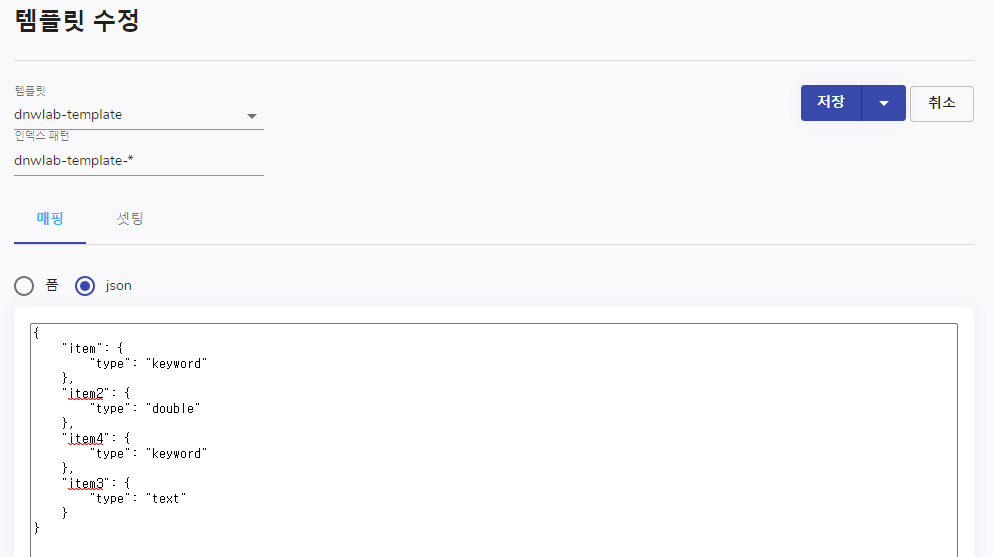 템플릿 수정
템플릿
dnwlab-template
저장
취소
인덱스 패턴
dnwlab-template-*
매핑
셋팅
폼
json
{
    "item": {
        "type": "keyword"
    },
    "item2": {
        "type": "double"
    },
    "item4": {
        "type": "keyword"
    },
    "item3": {
        "type": "text"
    }
}